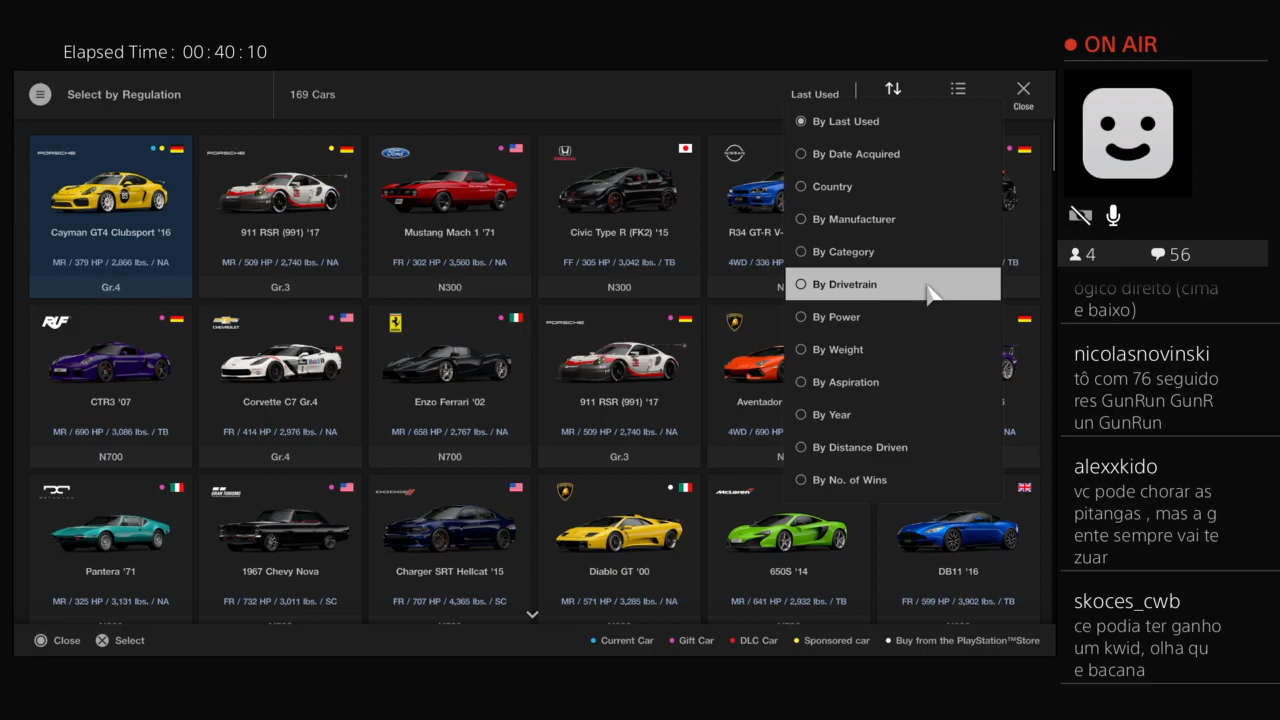 Elapsed Time: 00:40:10
ON AIR
Select by Regulation
169 Cars
Last Used
Close
By Last Used
By Date Acquired
Country
By Manufacturer
By Category
By Drivetrain
By Power
By Weight
By Aspiration
By Year
By Distance Driven
By No. of Wins
PORSCHE
Cayman GT4 Clubsport '16
MR / 379 HP / 2,866 lbs. / NA
Gr.4
PORSCHE
911 RSR (991) '17
MR / 509 HP / 2,740 lbs. / NA
Gr.3
Ford
Mustang Mach 1 '71
FR / 302 HP / 3,560 lbs. / NA
N300
HONDA
Civic Type R (FK2) '15
FF / 305 HP / 3,042 lbs. / TB
N300
NISSAN
R34 GT-R V-
4WD / 336 HP
N
/ TB
RUF
CTR3 '07
MR / 690 HP / 3,086 lbs. / TB
N700
CHEVROLET
Corvette C7 Gr.4
FR / 414 HP / 2,976 lbs. / NA
Gr.4
Enzo Ferrari '02
MR / 658 HP / 2,767 lbs. / NA
N700
PORSCHE
911 RSR (991) '17
MR / 509 HP / 2,740 lbs. / NA
Gr.3
Aventador
4WD / 690 HP
N
NA
Pantera '71
MR / 325 HP / 3,131 lbs. / NA
GRAN TURISMO
1967 Chevy Nova
FR / 732 HP / 3,011 lbs. / SC
DODGE
Charger SRT Hellcat '15
FR / 707 HP / 4,365 lbs. / SC
Diablo GT '00
MR / 571 HP / 3,285 lbs. / NA
McLaren
650S '14
MR / 641 HP / 2,932 lbs. / TB
DB11 '16
FR / 599 HP / 3,902 lbs. / TB
Close
Select
Current Car
Gift Car
DLC Car
Sponsored car
Buy from the PlayStation™Store
4
56
ógico direito (cima
e baixo)
nicolasnovinski
tô com 76 seguido
res GunRun GunR
un GunRun
alexxkido
vc pode chorar as
pitangas , mas a g
ente sempre vai te
zuar
skoces_cwb
ce podia ter ganho
um kwid, olha qu
e bacana